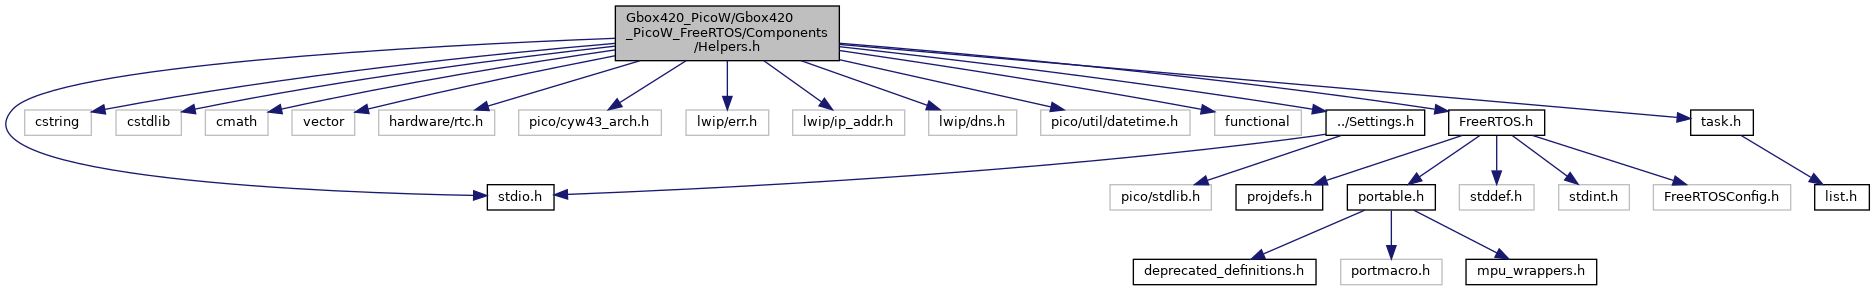 Gbox420_PicoW/Gbox420
_PicoW_FreeRTOS/Components
/Helpers.h
cstring
cstdlib
cmath
vector
hardware/rtc.h
pico/cyw43_arch.h
lwip/err.h
lwip/ip_addr.h
lwip/dns.h
pico/util/datetime.h
functional
../Settings.h
FreeRTOS.h
task.h
stdio.h
pico/stdlib.h
projdefs.h
portable.h
stddef.h
stdint.h
FreeRTOSConfig.h
list.h
deprecated_definitions.h
portmacro.h
mpu_wrappers.h